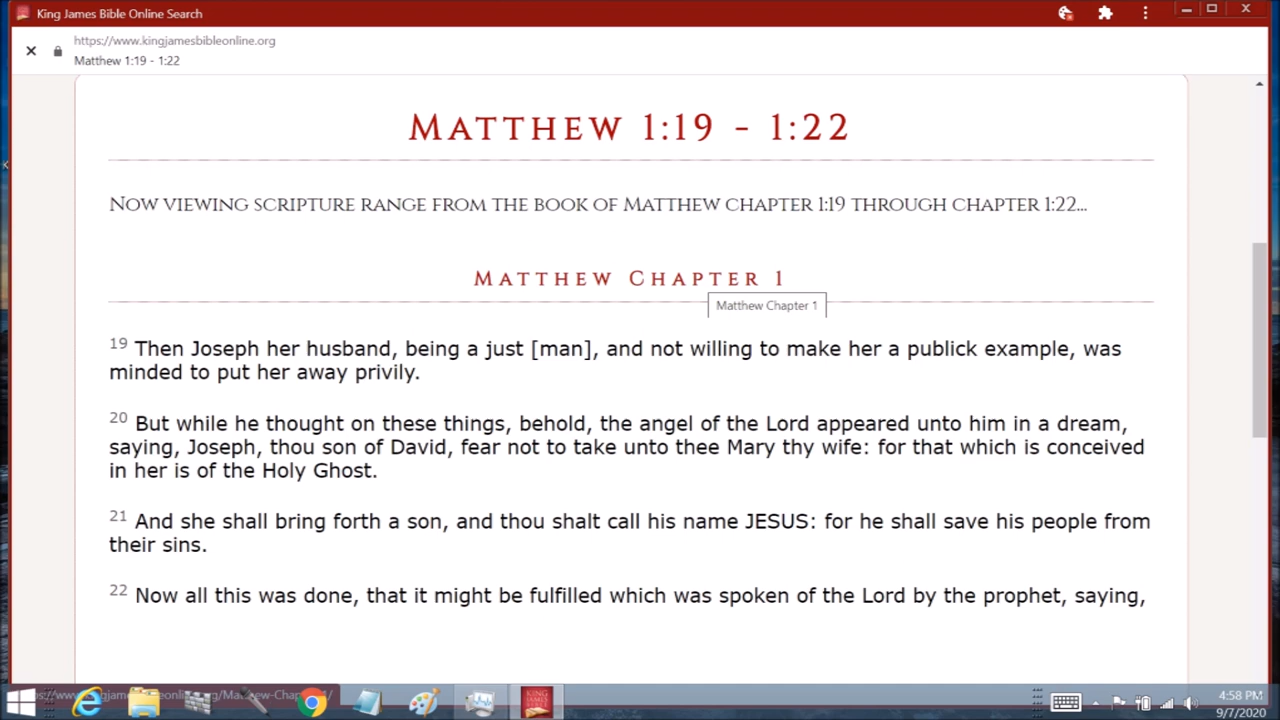 King James Bible Online Search
https://www.kingjamesbibleonline.org
Matthew 1:19 - 1:22
MATTHEW 1:19 - 1:22
NOW VIEWING SCRIPTURE RANGE FROM THE BOOK OF MATTHEW CHAPTER 1:19 THROUGH CHAPTER 1:22...
MATTHEW CHAPTER 1
Matthew Chapter 1
19 Then Joseph her husband, being a just [man], and not willing to make her a publick example, was
minded to put her away privily.
20 But while he thought on these things, behold, the angel of the Lord appeared unto him in a dream,
saying, Joseph, thou son of David, fear not to take unto thee Mary thy wife: for that which is conceived
in her is of the Holy Ghost.
21 And she shall bring forth a son, and thou shalt call his name JESUS: for he shall save his people from
their sins.
22 Now all this was done, that it might be fulfilled which was spoken of the Lord by the prophet, saying,
KING
JAMES
BIBLE
4:58 PM
9/7/2020